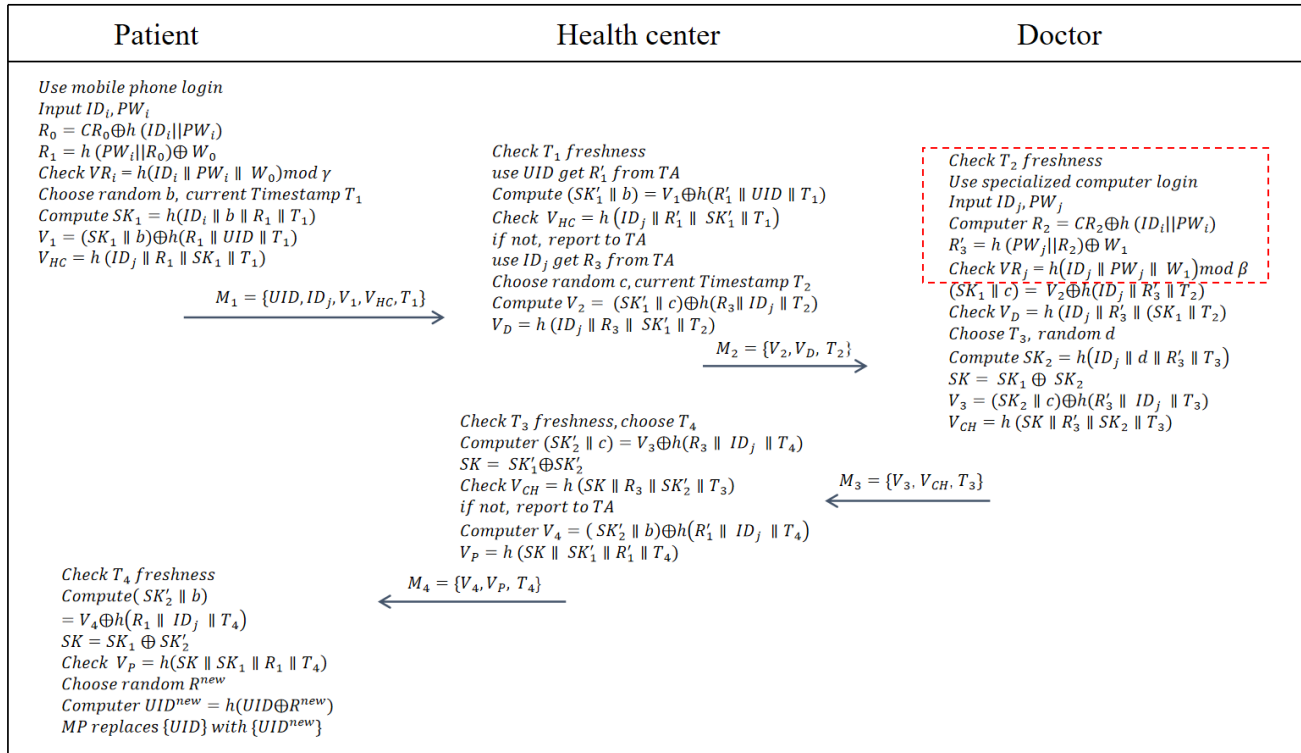 Patient
Health center
Doctor
Use mobile phone login
Input ID_i, PW_i
R_0 = CR_0⊕h (ID_i||PW_i)
R_1 = h (PW_i||R_0)⊕ W_0
Check VR_i = h(ID_i ∥ PW_i ∥ W_0)mod γ
Choose random b, current Timestamp T_1
Compute SK_1 = h(ID_i ∥ b ∥ R_1 ∥ T_1)
V_1 = (SK_1 ∥ b)⊕h(R_1 ∥ UID ∥ T_1)
V_HC = h (ID_j ∥ R_1 ∥ SK_1 ∥ T_1)
M_1 = {UID, ID_j, V_1, V_HC, T_1}
Check T_1 freshness
use UID get R'_1 from TA
Compute (SK'_1 ∥ b) = V_1⊕h(R'_1 ∥ UID ∥ T_1)
Check V_HC = h (ID_j ∥ R'_1 ∥ SK'_1 ∥ T_1)
if not, report to TA
use ID_j get R_3 from TA
Choose random c, current Timestamp T_2
Compute V_2 = (SK'_1 ∥ c)⊕h(R_3∥ ID_j ∥ T_2)
V_D = h (ID_j ∥ R_3 ∥ SK'_1 ∥ T_2)
M_2 = {V_2, V_D, T_2}
Check T_2 freshness
Use specialized computer login
Input ID_j, PW_j
Computer R_2 = CR_2⊕h (ID_i||PW_i)
R'_3 = h (PW_j||R_2)⊕ W_1
Check VR_j = h(ID_j ∥ PW_j ∥ W_1)mod β
(SK_1 ∥ c) = V_2⊕h(ID_j ∥ R'_3 ∥ T_2)
Check V_D = h (ID_j ∥ R'_3 ∥ (SK_1 ∥ T_2)
Choose T_3, random d
Compute SK_2 = h(ID_j ∥ d ∥ R'_3 ∥ T_3)
SK = SK_1 ⊕ SK_2
V_3 = (SK_2 ∥ c)⊕h(R'_3 ∥ ID_j ∥ T_3)
V_CH = h (SK ∥ R'_3 ∥ SK_2 ∥ T_3)
M_3 = {V_3, V_CH, T_3}
Check T_3 freshness, choose T_4
Computer (SK'_2 ∥ c) = V_3⊕h(R_3 ∥ ID_j ∥ T_4)
SK = SK'_1⊕SK'_2
Check V_CH = h (SK ∥ R_3 ∥ SK'_2 ∥ T_3)
if not, report to TA
Computer V_4 = ( SK'_2 ∥ b)⊕h(R'_1 ∥ ID_j ∥ T_4)
V_P = h (SK ∥ SK'_1 ∥ R'_1 ∥ T_4)
M_4 = {V_4, V_P, T_4}
Check T_4 freshness
Compute( SK'_2 ∥ b)
= V_4⊕h(R_1 ∥ ID_j ∥ T_4)
SK = SK_1 ⊕ SK'_2
Check V_P = h(SK ∥ SK_1 ∥ R_1 ∥ T_4)
Choose random R^new
Computer UID^new = h(UID⊕R^new)
MP replaces {UID} with {UID^new}